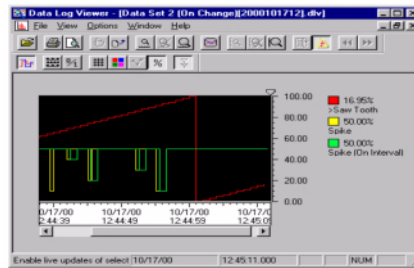 Data Log Viewer - [Data Set 2 (On Change)[2000101712].dlv]
File View Options Window Help
100.00
80.00
60.00
40.00
20.00
0.00
16.95%
>Saw Tooth
50.00%
Spike
50.00%
Spike (On Interval)
0/17/00 10/17/00 10/17/00 10/17/0
2:44:39 12:44:49 12:44:59 12:45:0
Enable live updates of select 10/17/00 12:45:11.000 NUM